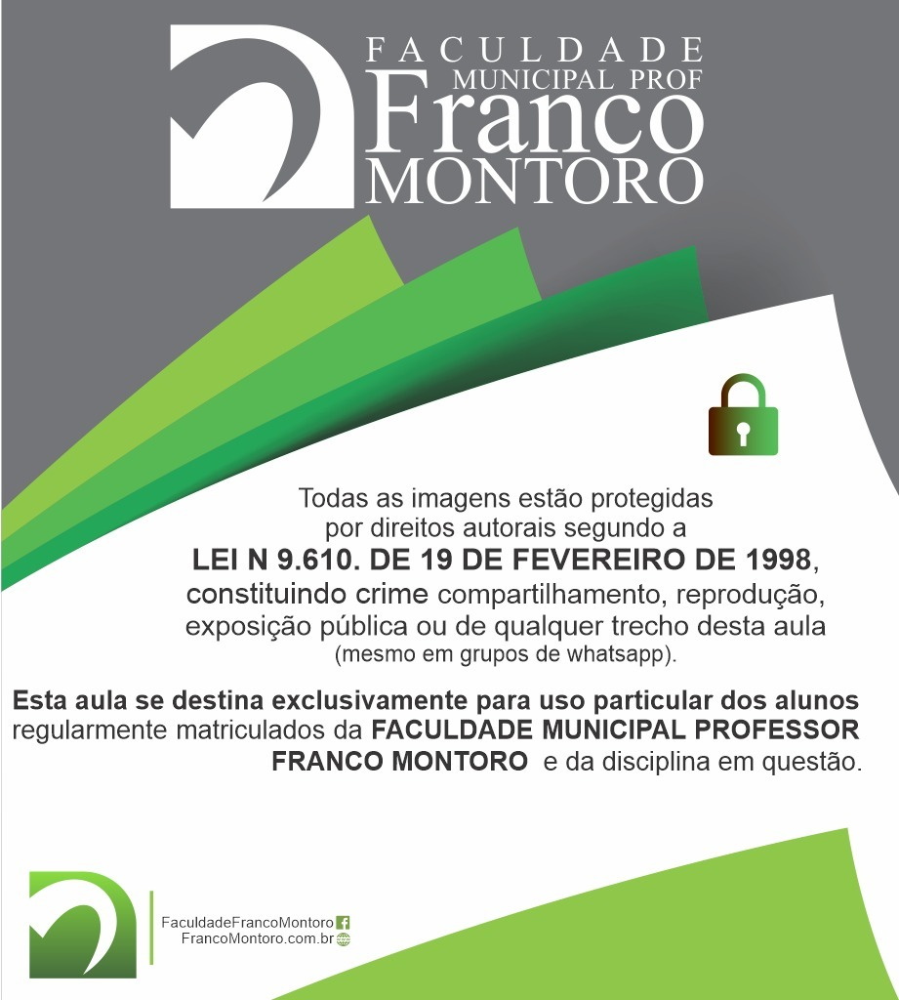 FACULDADE
MUNICIPAL PROF
Franco
MONTORO
Todas as imagens estão protegidas
por direitos autorais segundo a
LEI N 9.610. DE 19 DE FEVEREIRO DE 1998,
constituindo crime compartilhamento, reprodução,
exposição pública ou de qualquer trecho desta aula
(mesmo em grupos de whatsapp).
Esta aula se destina exclusivamente para uso particular dos alunos
regularmente matriculados da FACULDADE MUNICIPAL PROFESSOR
FRANCO MONTORO e da disciplina em questão.
FaculdadeFrancoMontoro
FrancoMontoro.com.br